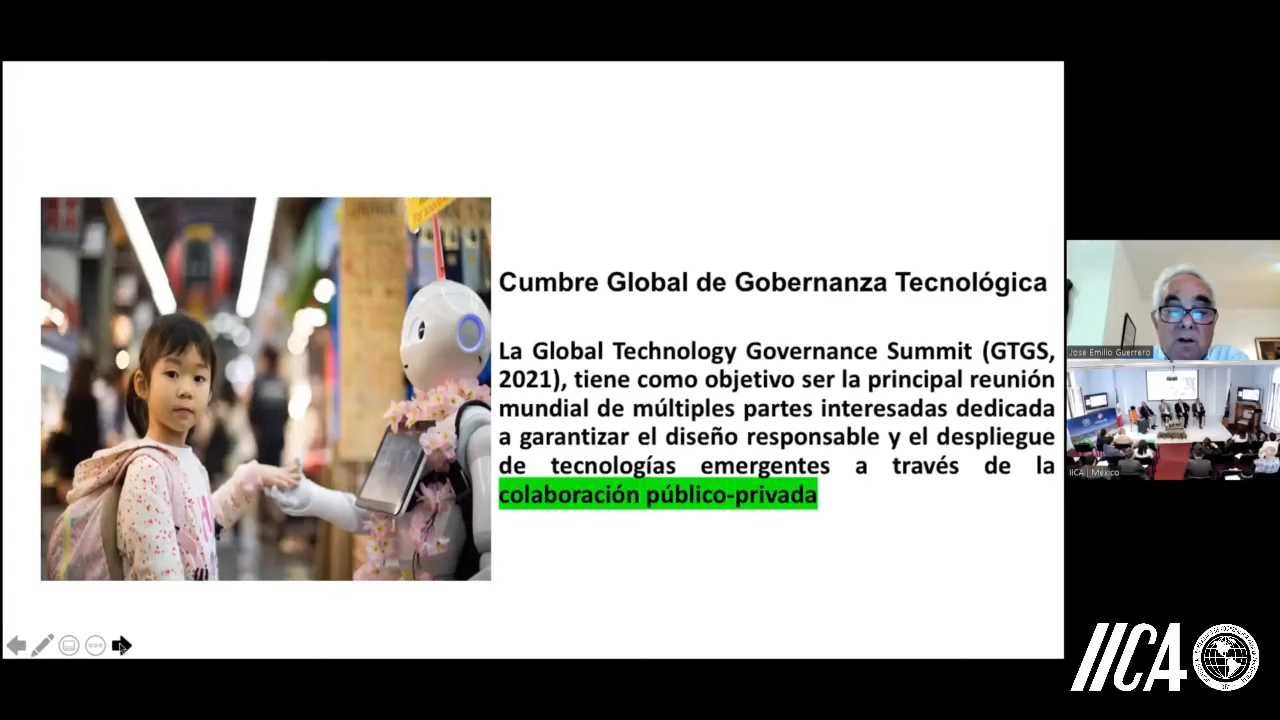 Cumbre Global de Gobernanza Tecnológica
La Global Technology Governance Summit (GTGS,
2021), tiene como objetivo ser la principal reunión
mundial de múltiples partes interesadas dedicada
a garantizar el diseño responsable y el despliegue
de tecnologías emergentes a través de la
colaboración público-privada
Jose Emilio Guerrero
IICA | Mexico
IICA